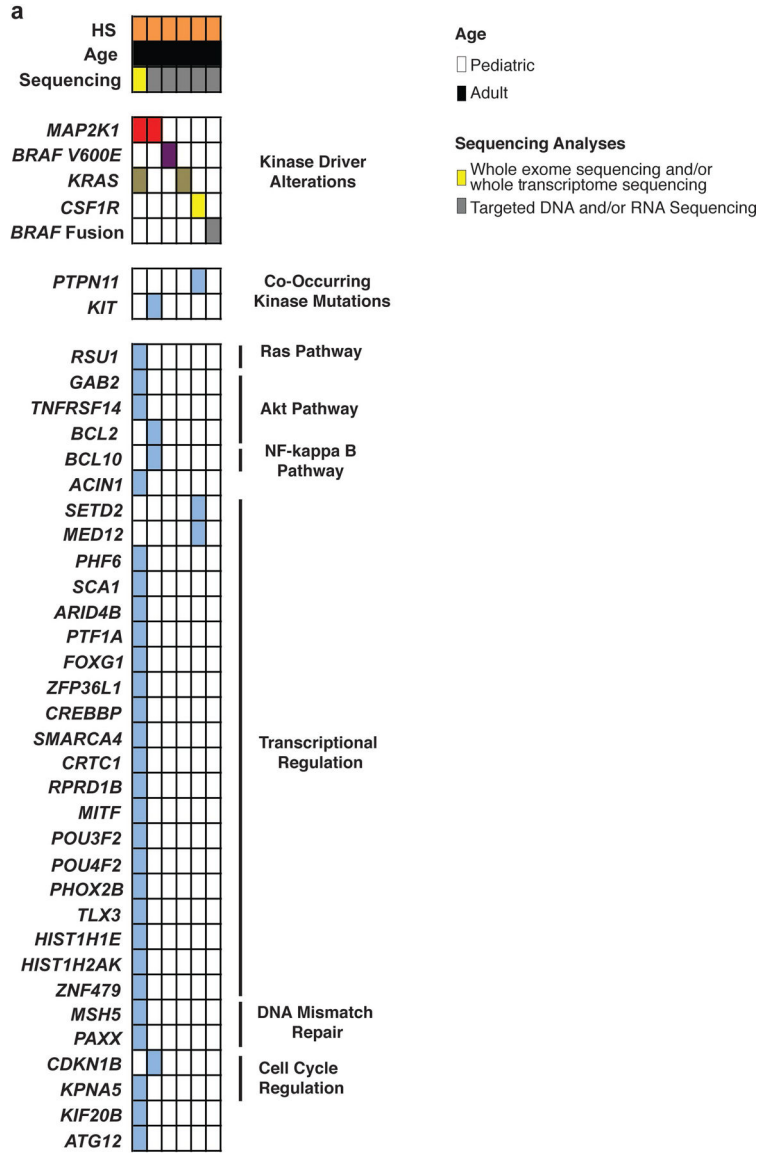 a
HS
Age
Sequencing
MAP2K1
BRAF V600E
KRAS
CSF1R
BRAF Fusion
Kinase Driver
Alterations
PTPN11
KIT
Co-Occurring
Kinase Mutations
RSU1
GAB2
TNFRSF14
BCL2
BCL10
ACIN1
SETD2
MED12
PHF6
SCA1
ARID4B
PTF1A
FOXG1
ZFP36L1
CREBBP
SMARCA4
CRTC1
RPRD1B
MITF
POU3F2
POU4F2
PHOX2B
TLX3
HIST1H1E
HIST1H2AK
ZNF479
MSH5
PAXX
CDKN1B
KPNA5
KIF20B
ATG12
Ras Pathway
Akt Pathway
NF-kappa B
Pathway
Transcriptional
Regulation
DNA Mismatch
Repair
Cell Cycle
Regulation
Age
Pediatric
Adult
Sequencing Analyses
Whole exome sequencing and/or
whole transcriptome sequencing
Targeted DNA and/or RNA Sequencing